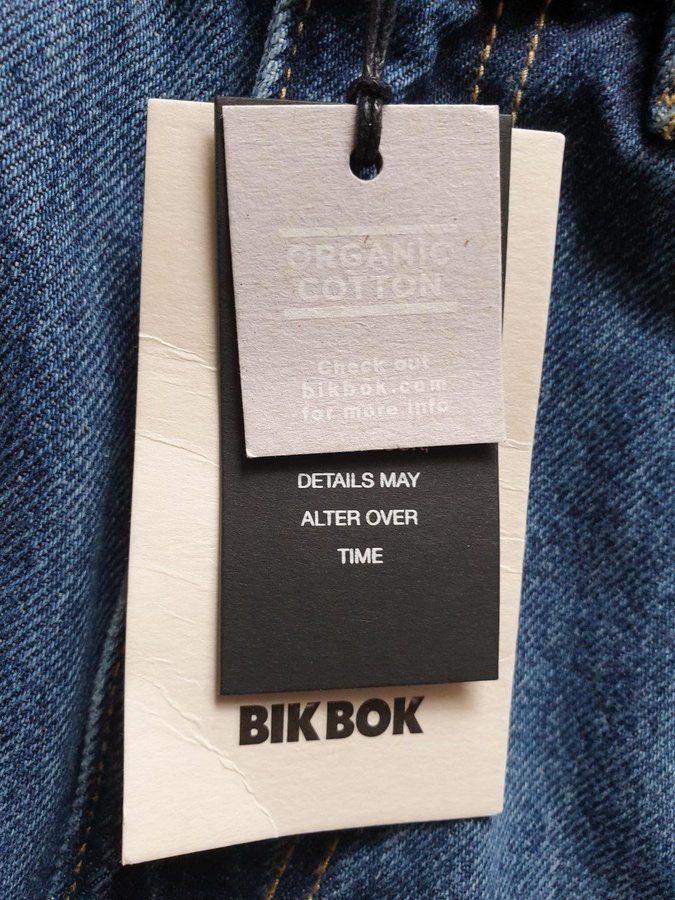 ORGANIC
COTTON
Check out
bikbok.com
for more info
DETAILS MAY
ALTER OVER
TIME
BIK BOK